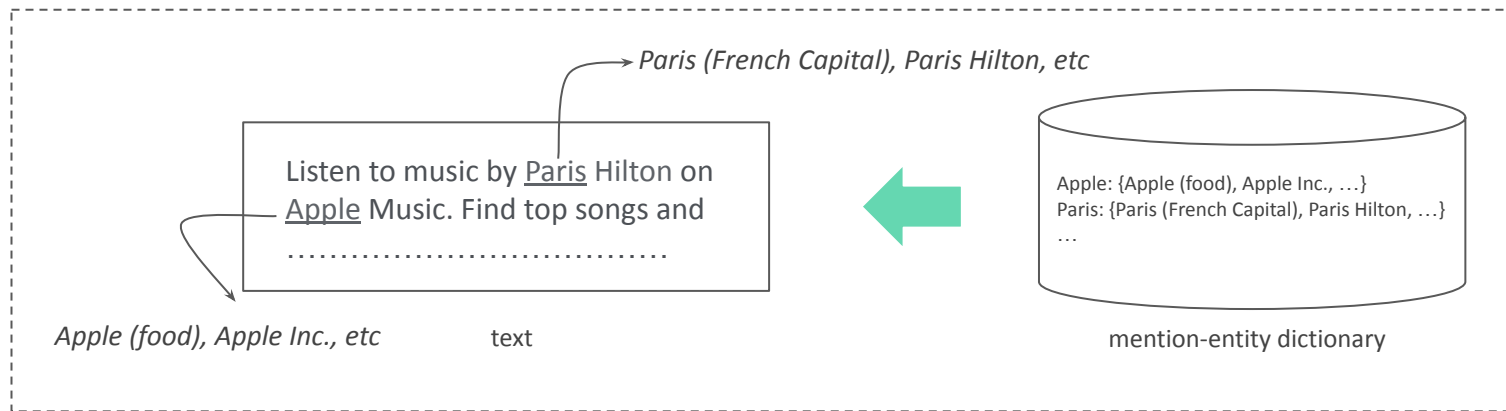 Paris (French Capital), Paris Hilton, etc
Listen to music by Paris Hilton on
Apple Music. Find top songs and
………………………………
Apple (food), Apple Inc., etc
text
Apple: {Apple (food), Apple Inc., …}
Paris: {Paris (French Capital), Paris Hilton, …}
…
mention-entity dictionary